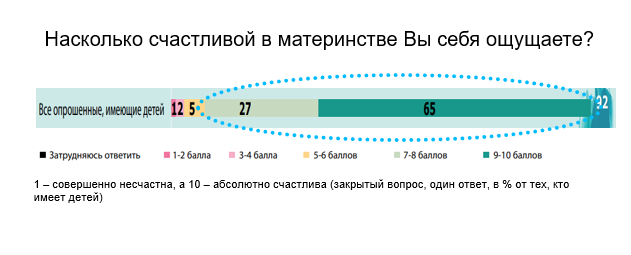 Насколько счастливой в материнстве Вы себя ощущаете?
Все опрошенные, имеющие детей 1 2 5 27 65 92
Затрудняюсь ответить 1-2 балла 3-4 балла 5-6 баллов 7-8 баллов 9-10 баллов
1 – совершенно несчастна, а 10 – абсолютно счастлива (закрытый вопрос, один ответ, в % от тех, кто
имеет детей)